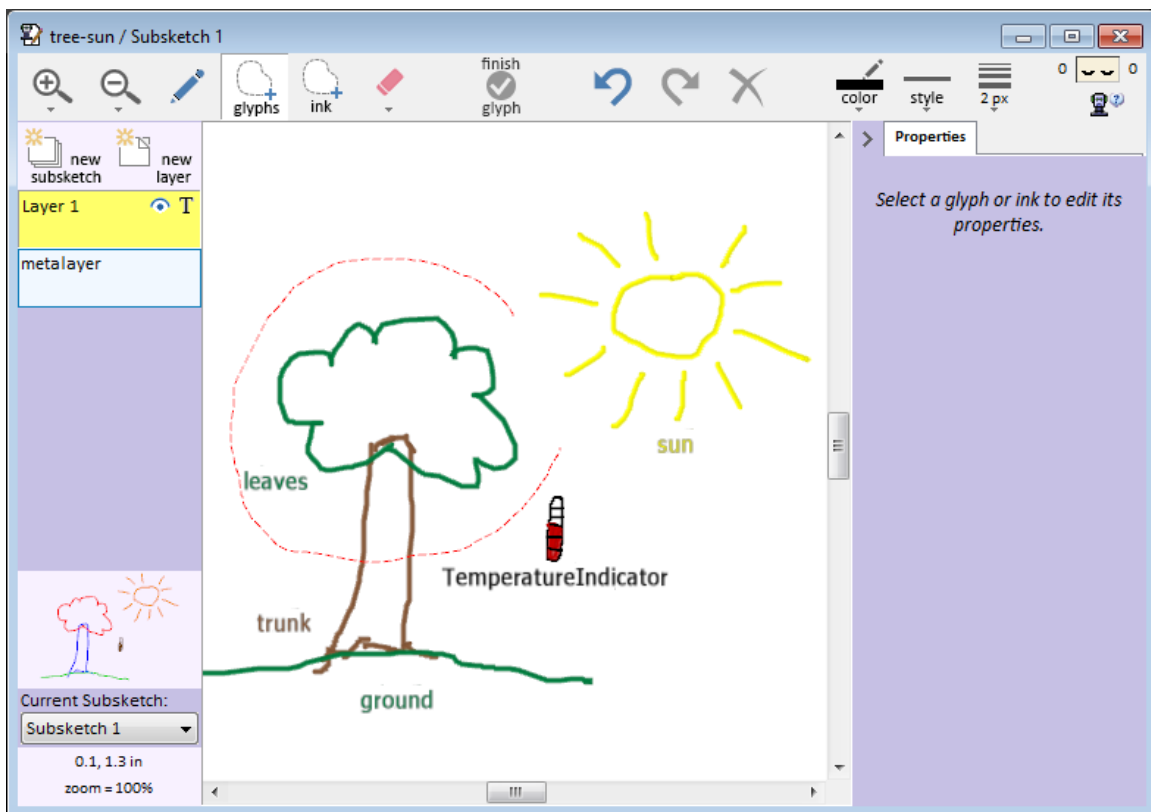 tree-sun / Subsketch 1
glyphs
ink
finish
glyph
color
style
2 px
0
0
new
subsketch
new
layer
Layer 1
T
metalayer
Properties
Select a glyph or ink to edit its
properties.
sun
leaves
TemperatureIndicator
trunk
ground
Current Subsketch:
Subsketch 1
0.1, 1.3 in
zoom = 100%